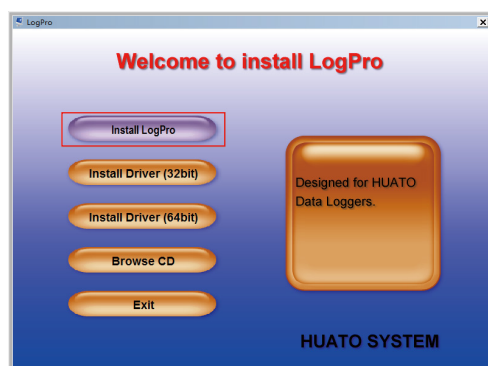 LogPro
Welcome to install LogPro
Install LogPro
Install Driver (32bit)
Install Driver (64bit)
Browse CD
Exit
Designed for HUATO
Data Loggers.
HUATO SYSTEM